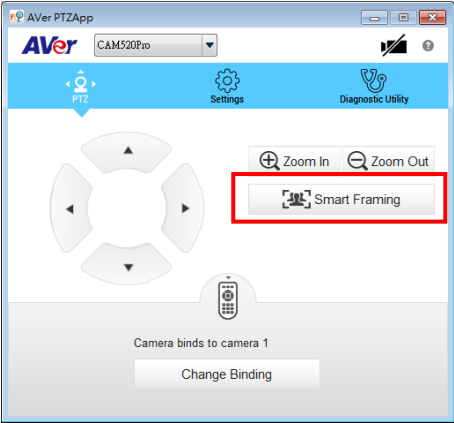 AVer PTZApp
AVer CAM520Pro
PTZ Settings Diagnostic Utility
Zoom In Zoom Out
Smart Framing
Camera binds to camera 1
Change Binding